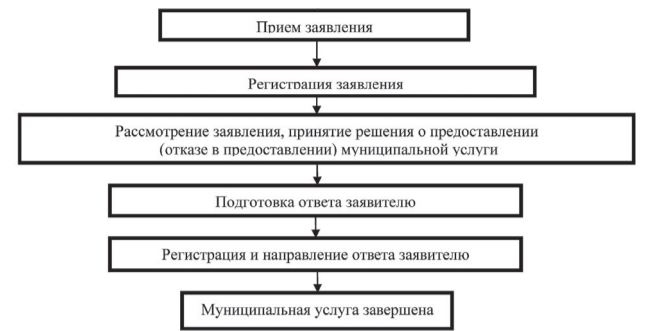 Прием заявления
Регистрация заявления
Рассмотрение заявления, принятие решения о предоставлении
(отказе в предоставлении) муниципальной услуги
Подготовка ответа заявителю
Регистрация и направление ответа заявителю
Муниципальная услуга завершена